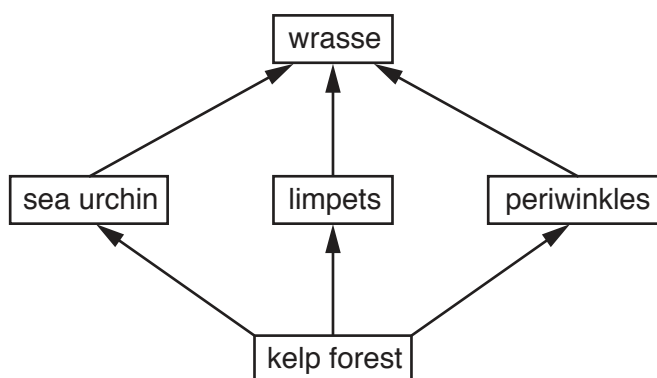 wrasse
sea urchin
limpets
periwinkles
kelp forest